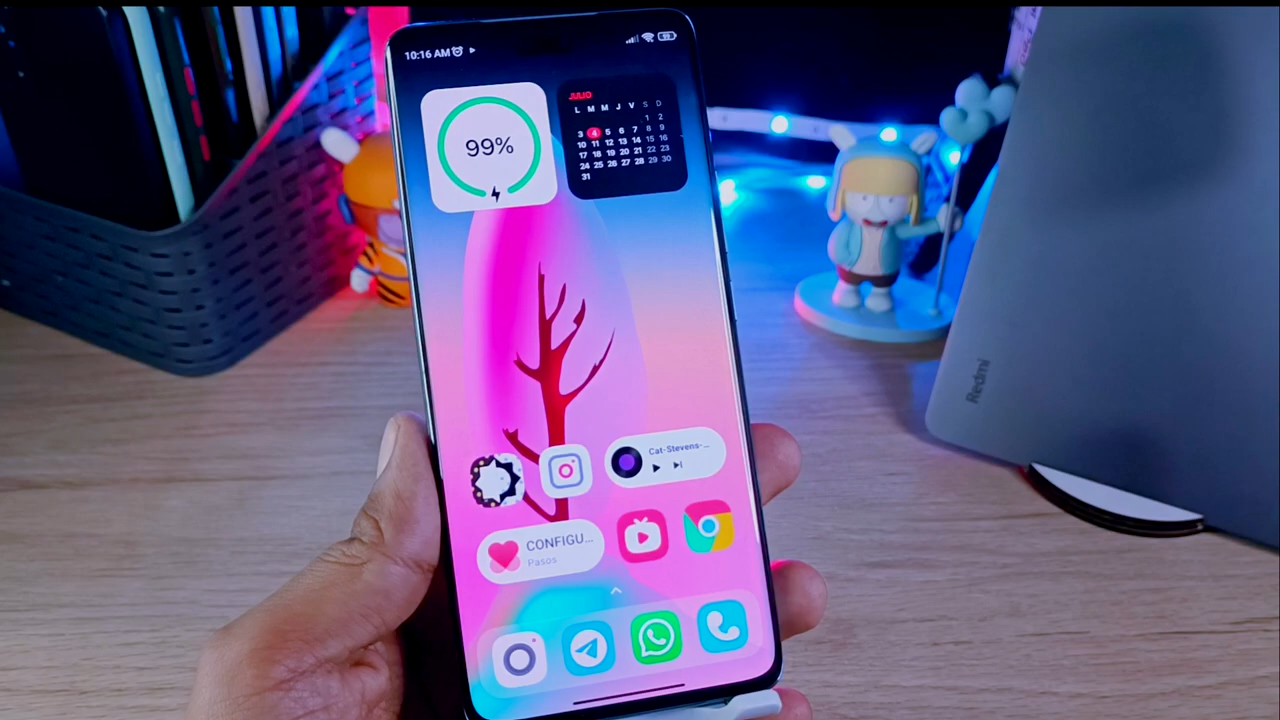 10:16 AM
99
99%
JULIO
L M M J V S D
1 2
3 4 5 6 7 8 9
10 11 12 13 14 15 16
17 18 19 20 21 22 23
24 25 26 27 28 29 30
31
Cat-Stevens-...
CONFIGU...
Pasos
Redmi